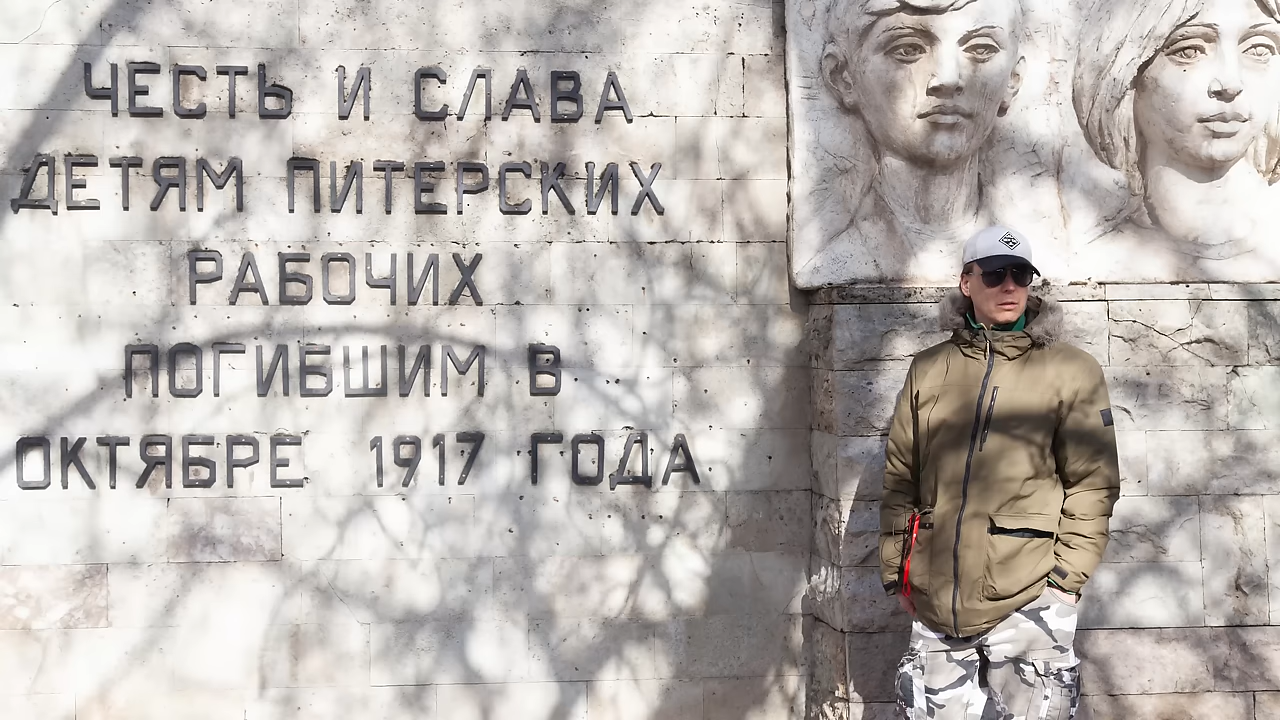 ЧЕСТЬ И СЛАВА
ДЕТЯМ ПИТЕРСКИХ
РАБОЧИХ
ПОГИБШИМ В
ОКТЯБРЕ 1917 ГОДА